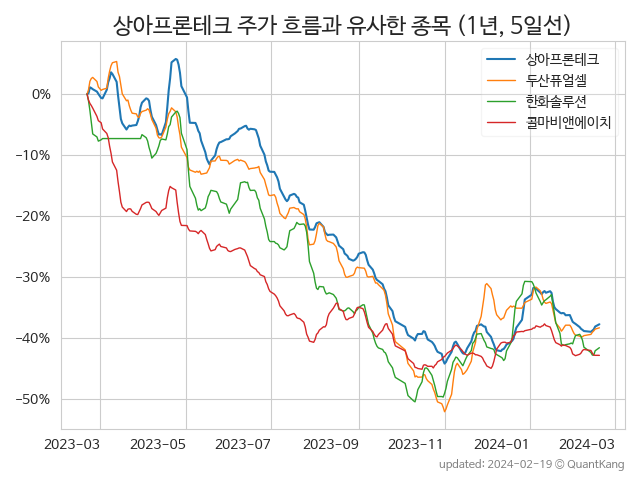 상아프론테크 주가 흐름과 유사한 종목 (1년, 5일선)
상아프론테크
두산퓨얼셀
한화솔루션
콜마비앤에이치
0%
−10%
−20%
−30%
−40%
−50%
2023-03 2023-05 2023-07 2023-09 2023-11 2024-01 2024-03
updated: 2024-02-19 © QuantKang